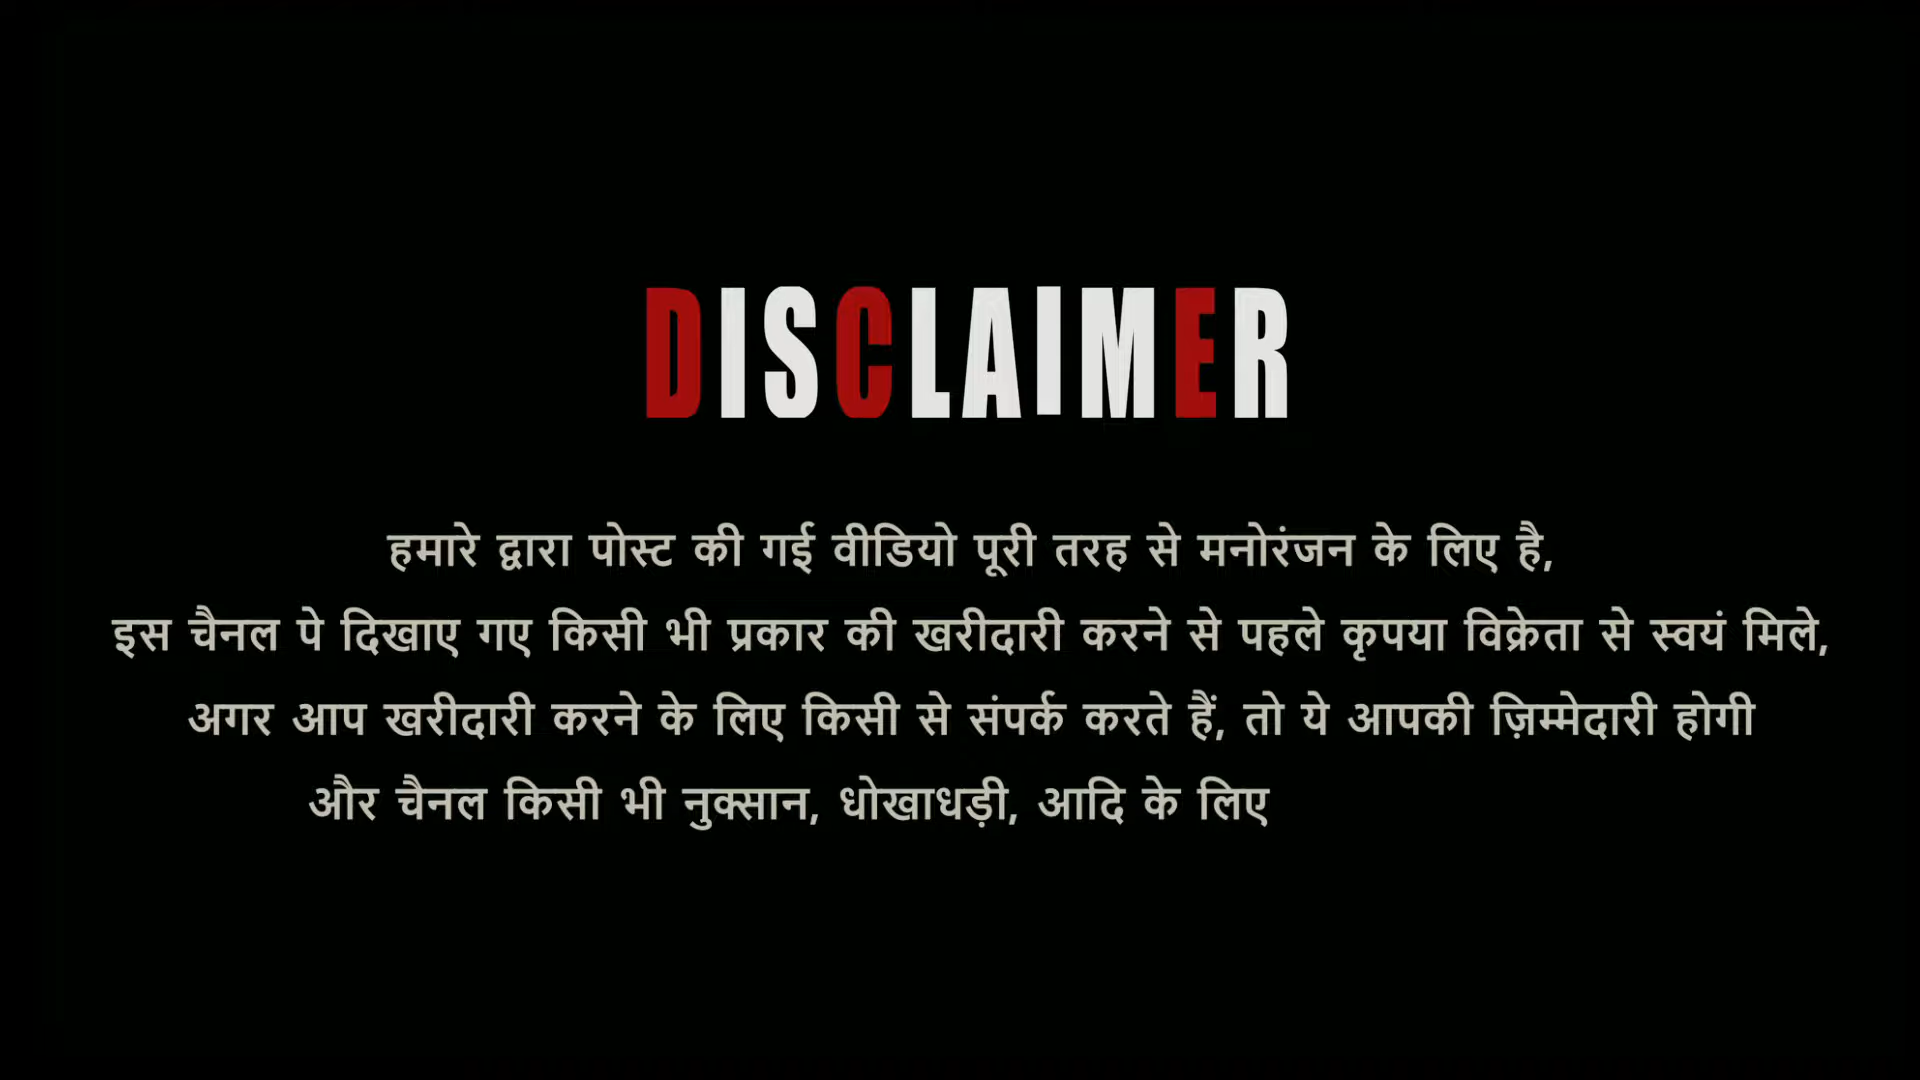 DISCLAIMER
हमारे द्वारा पोस्ट की गई वीडियो पूरी तरह से मनोरंजन के लिए है,
इस चैनल पे दिखाए गए किसी भी प्रकार की खरीदारी करने से पहले कृपया विक्रेता से स्वयं मिले,
अगर आप खरीदारी करने के लिए किसी से संपर्क करते हैं, तो ये आपकी ज़िम्मेदारी होगी
और चैनल किसी भी नुक्सान, धोखाधड़ी, आदि के लिए